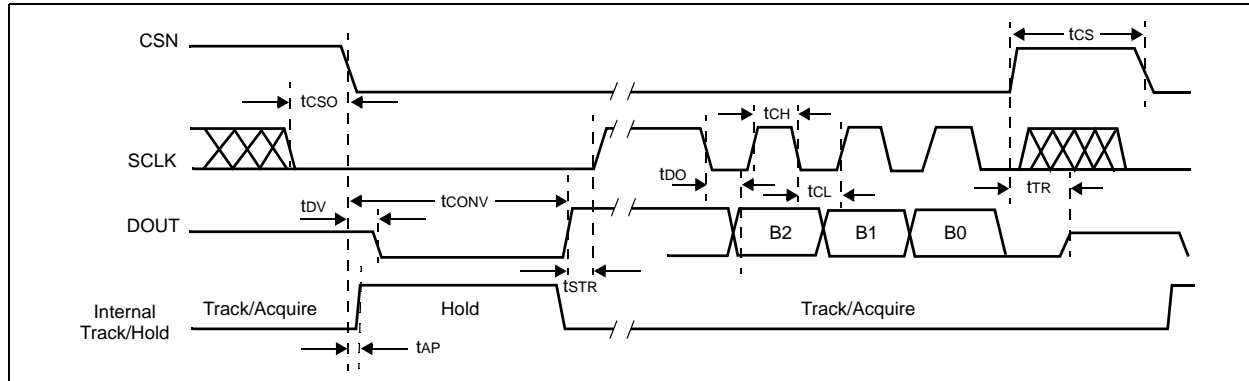 CSN
tCS
tCSO
tCH
SCLK
tDO
tCL
tTR
tDV
tCONV
DOUT
B2
B1
B0
tSTR
Internal
Track/Hold
Track/Acquire
Hold
Track/Acquire
tAP